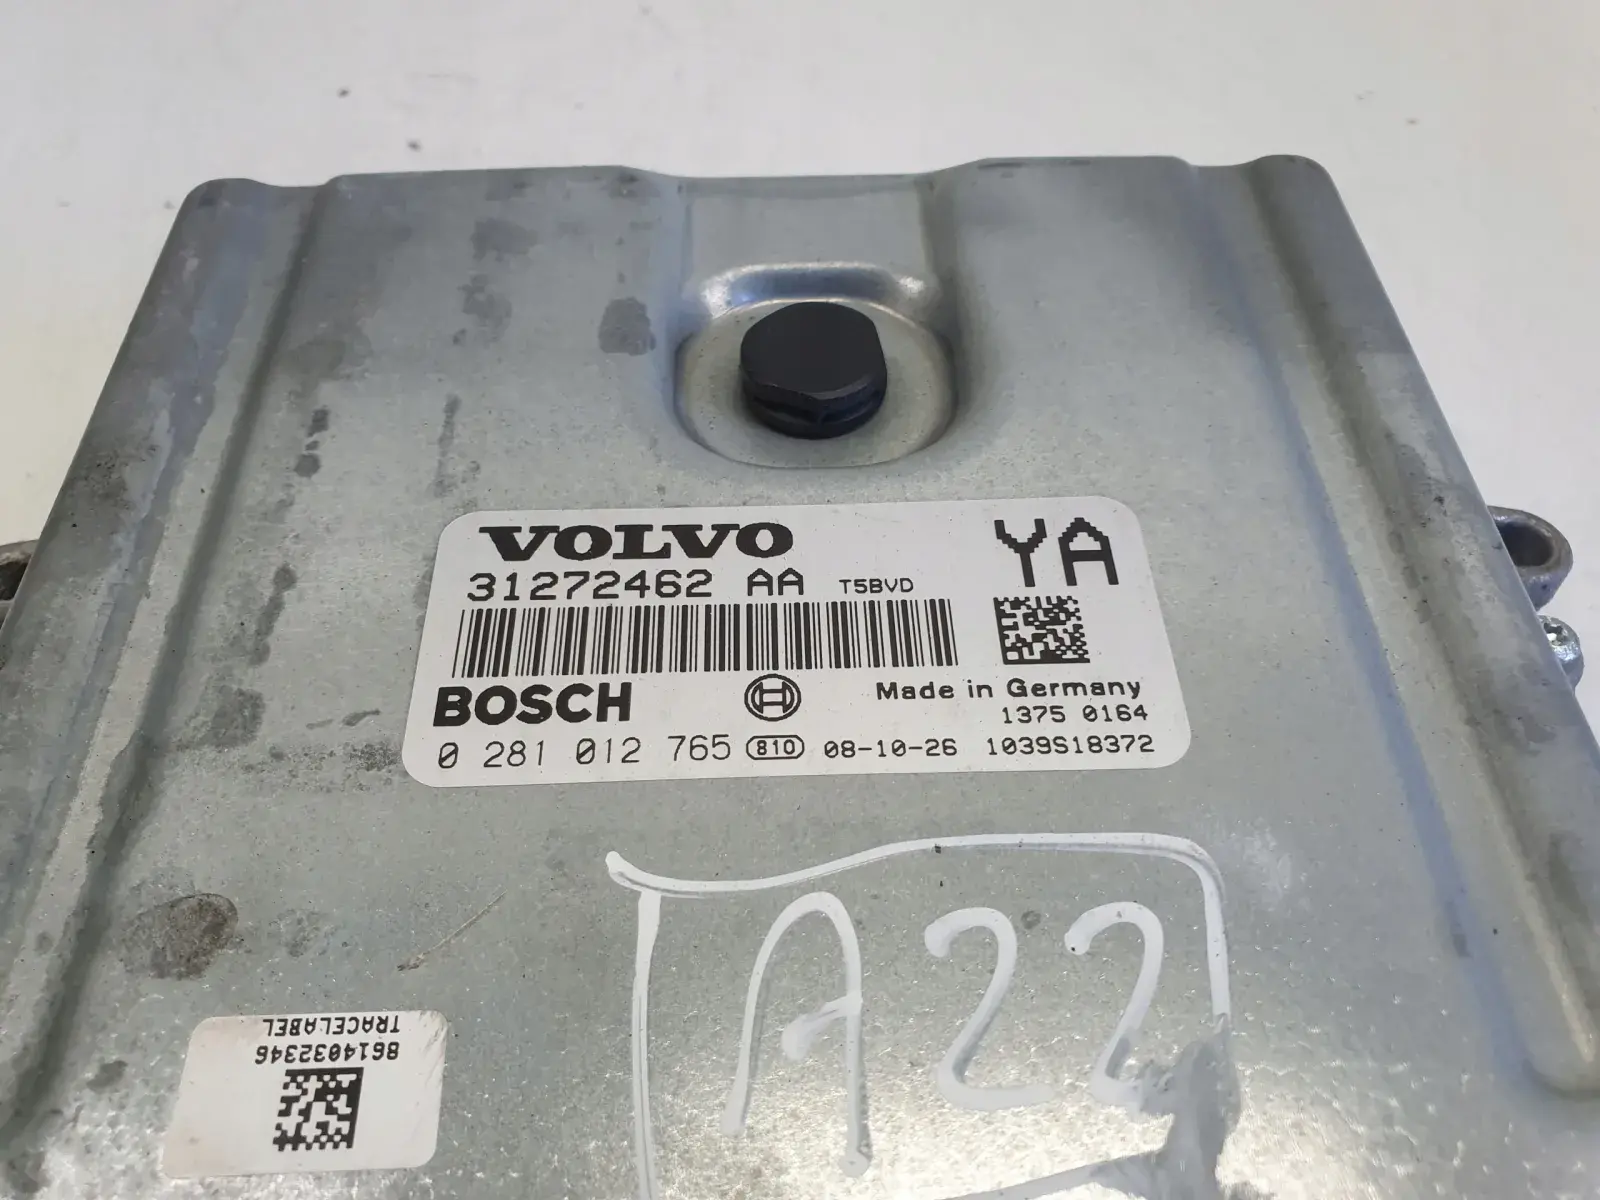 VOLVO
YA
31272462 AA T5BVD
BOSCH
Made in Germany
1375 0164
0 281 012 765 810 08-10-26 1039S18372
A22
TRACELABEL
8614032346